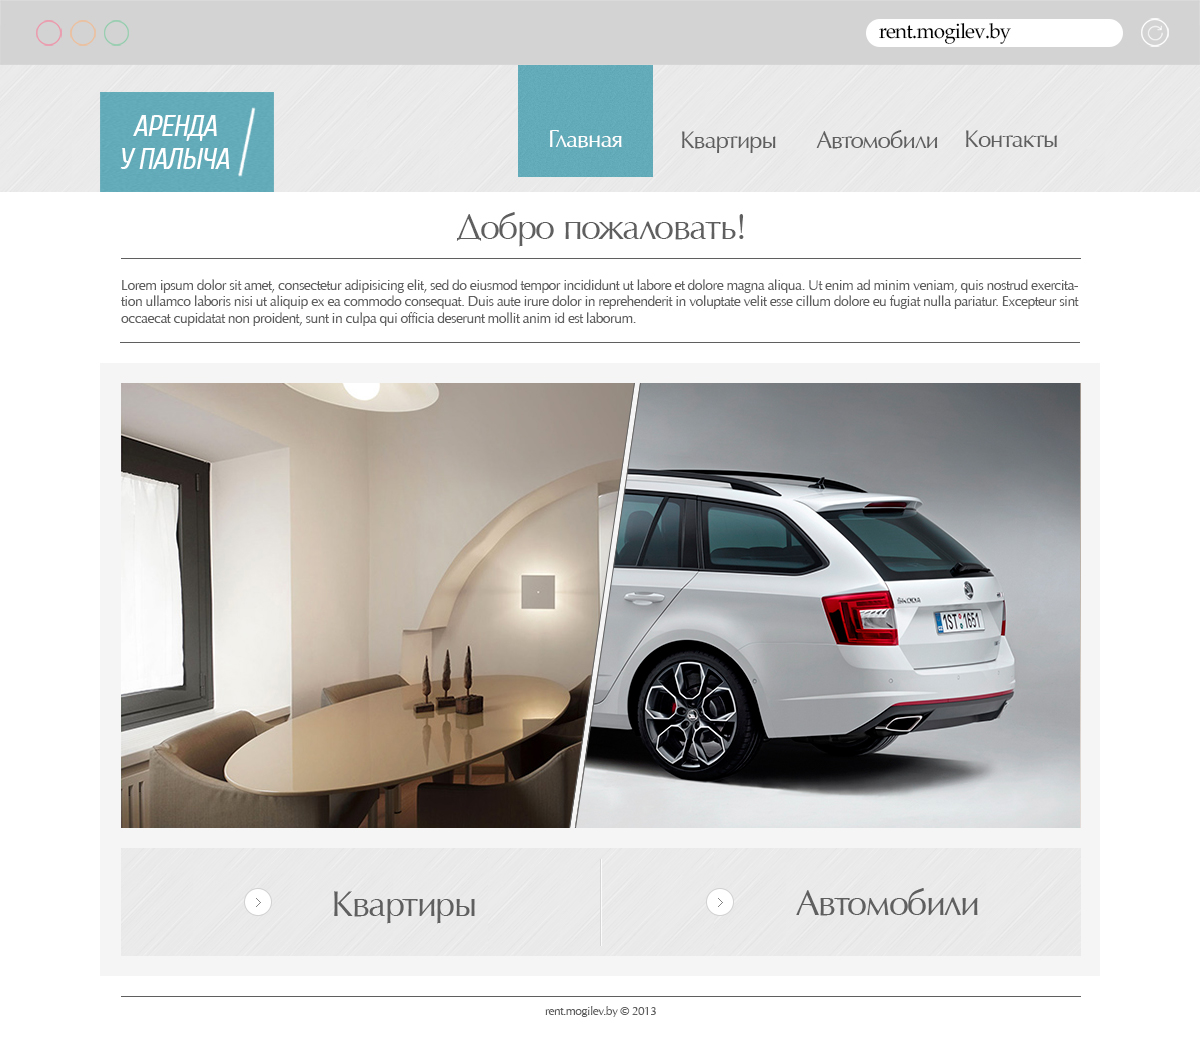 rent.mogilev.by
АРЕНДА
У ПАЛЫЧА
Главная
Квартиры
Автомобили
Контакты
Добро пожаловать!
Lorem ipsum dolor sit amet, consectetur adipisicing elit, sed do eiusmod tempor incididunt ut labore et dolore magna aliqua. Ut enim ad minim veniam, quis nostrud exercita-
tion ullamco laboris nisi ut aliquip ex ea commodo consequat. Duis aute irure dolor in reprehenderit in voluptate velit esse cillum dolore eu fugiat nulla pariatur. Excepteur sint
occaecat cupidatat non proident, sunt in culpa qui officia deserunt mollit anim id est laborum.
ŠKODA
1ST 1651
Квартиры
Автомобили
rent.mogilev.by © 2013